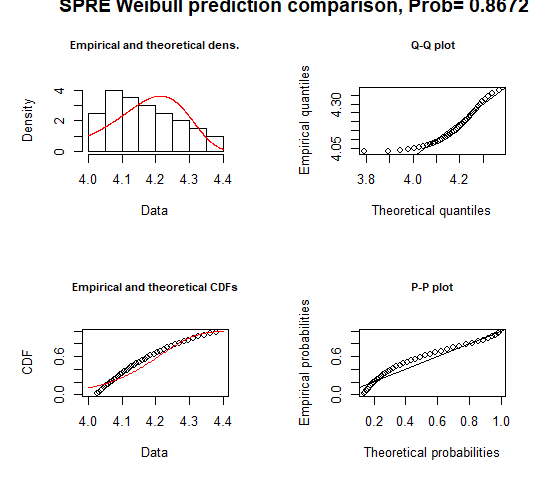 SPRE Weibull prediction comparison, Prob= 0.8672
Empirical and theoretical dens.
Density
0 2 4
4.0 4.1 4.2 4.3 4.4
Data
Q-Q plot
Empirical quantiles
4.05 4.30
3.8 4.0 4.2
Theoretical quantiles
Empirical and theoretical CDFs
CDF
0.0 0.6
4.0 4.1 4.2 4.3 4.4
Data
P-P plot
Empirical probabilities
0.0 0.6
0.2 0.4 0.6 0.8 1.0
Theoretical probabilities